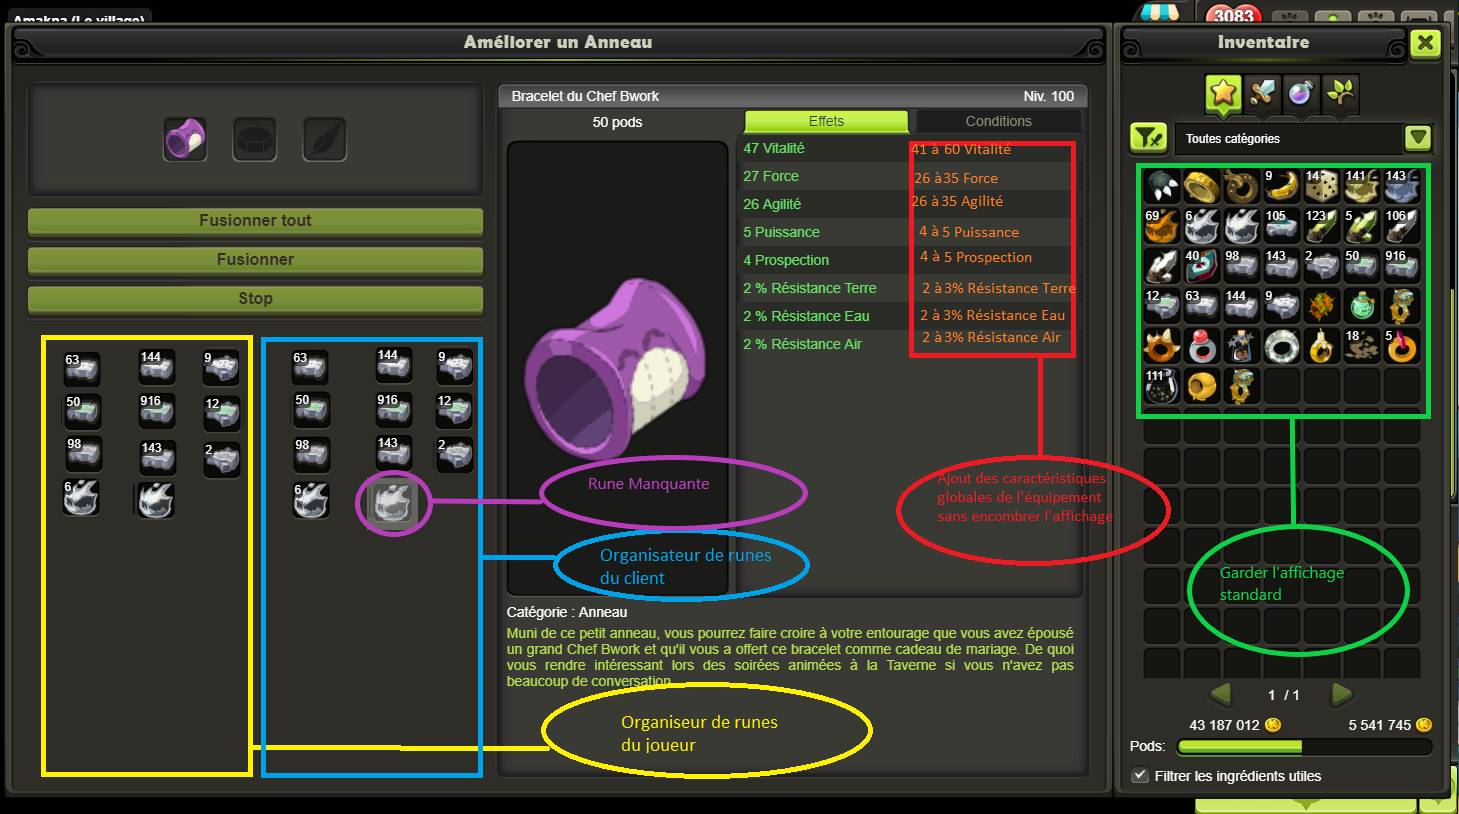 Amakna (Le village)
3083
Améliorer un Anneau
Inventaire
Bracelet du Chef Bwork
Niv. 100
50 pods
Effets
Conditions
Toutes catégories
47 Vitalité
41 à 60 Vitalité
27 Force
26 à 35 Force
26 Agilité
26 à 35 Agilité
5 Puissance
4 à 5 Puissance
4 Prospection
4 à 5 Prospection
2 % Résistance Terre
2 à 3% Résistance Terre
2 % Résistance Eau
2 à 3% Résistance Eau
2 % Résistance Air
2 à 3% Résistance Air
Fusionner tout
Fusionner
Stop
63 144 9
50 916 12
98 143 2
6
63 144 9
50 916 12
98 143 2
6
9 14 141 143
69 6 105 123 5 106
40 98 143 2 50 916
12 63 144 9
18 5
111
Rune Manquante
Organisateur de runes
du client
Ajout des caractéristiques
globales de l'équipement
sans encombrer l'affichage
Garder l'affichage
standard
Catégorie : Anneau
Muni de ce petit anneau, vous pourrez faire croire à votre entourage que vous avez épousé
un grand Chef Bwork et qu'il vous a offert ce bracelet comme cadeau de mariage. De quoi
vous rendre intéressant lors des soirées animées à la Taverne si vous n'avez pas
beaucoup de conversation
Organiseur de runes
du joueur
1 / 1
43 187 012
5 541 745
Pods:
Filtrer les ingrédients utiles